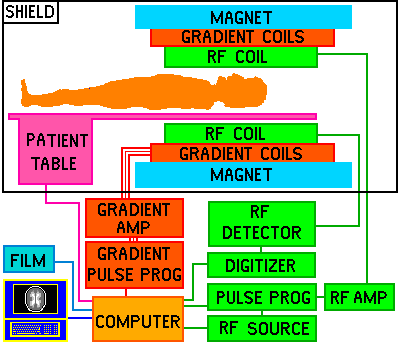 SHIELD
MAGNET
GRADIENT COILS
RF COIL
RF COIL
GRADIENT COILS
MAGNET
PATIENT
TABLE
GRADIENT
AMP
RF
DETECTOR
GRADIENT
PULSE PROG
FILM
DIGITIZER
PULSE PROG
RF AMP
COMPUTER
RF SOURCE